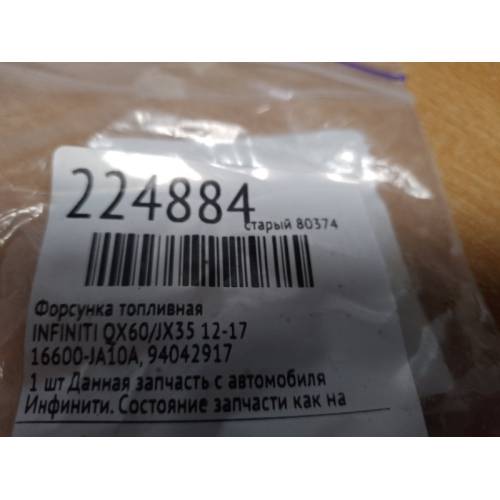 224884
старый 80374
Форсунка топливная
INFINITI QX60/JX35 12-17
16600-JA10A, 94042917
1 шт Данная запчасть с автомобиля
Инфинити. Состояние запчасти как на